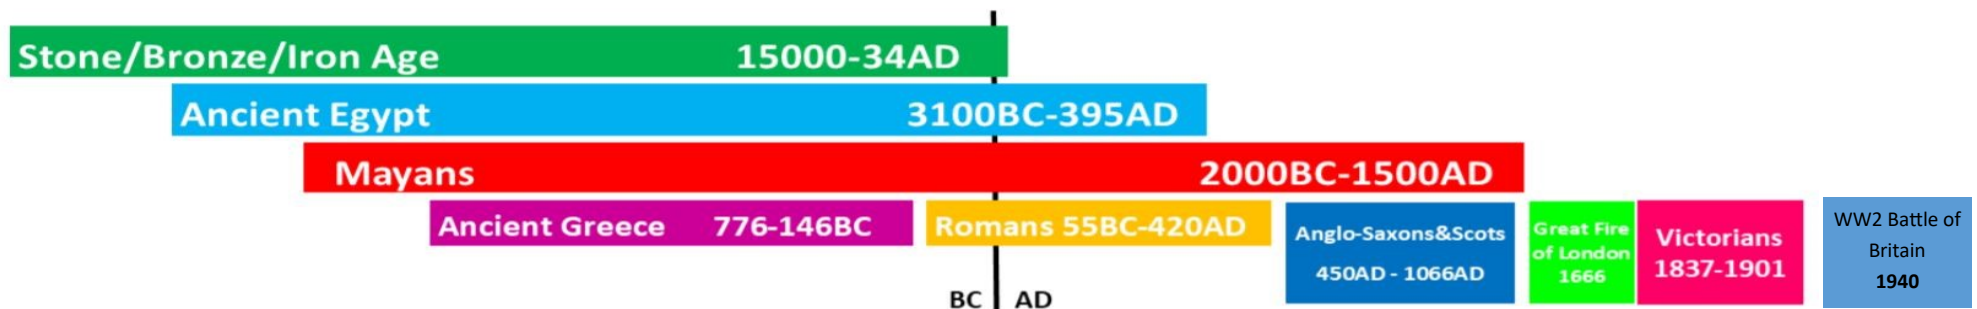 Stone/Bronze/Iron Age 15000-34AD
Ancient Egypt 3100BC-395AD
Mayans 2000BC-1500AD
Ancient Greece 776-146BC
Romans 55BC-420AD
Anglo-Saxons&Scots
450AD - 1066AD
Great Fire
of London
1666
Victorians
1837-1901
WW2 Battle of
Britain
1940
BC AD